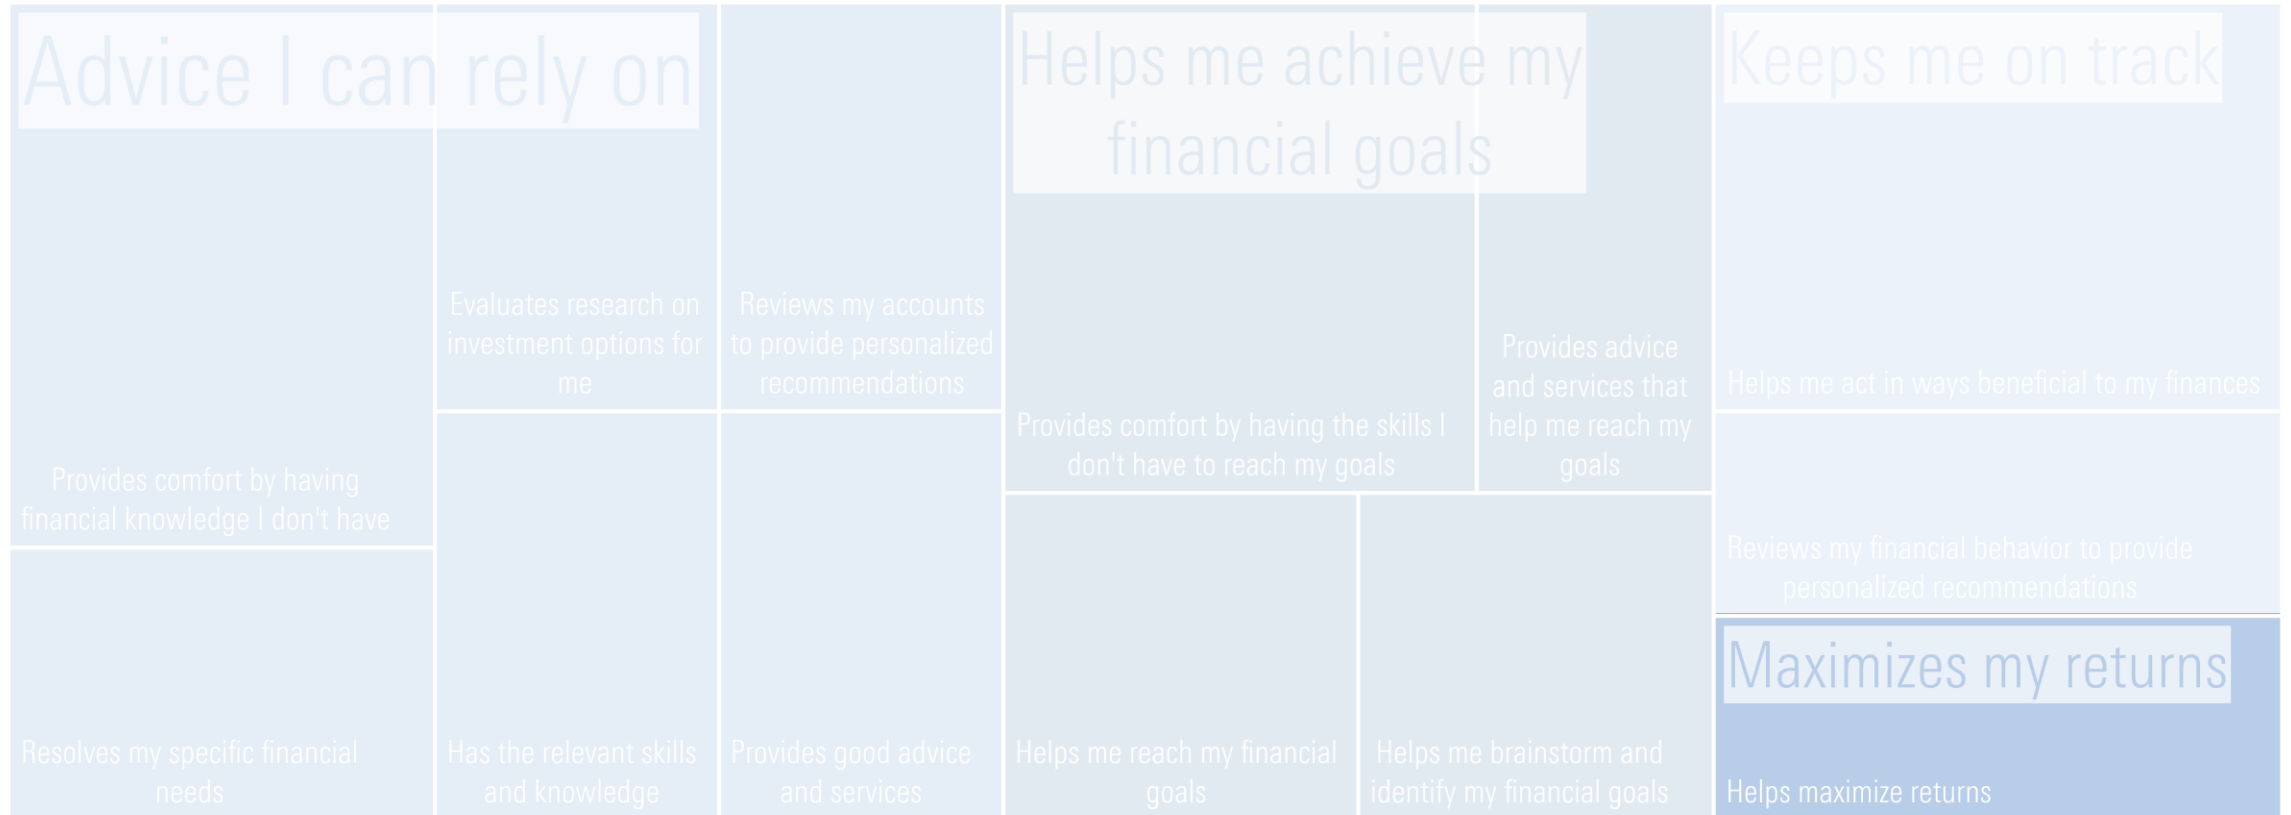 Advice I can rely on
Evaluates research on
investment options for
me
Reviews my accounts
to provide personalized
recommendations
Provides comfort by having
financial knowledge I don't have
Resolves my specific financial
needs
Has the relevant skills
and knowledge
Provides good advice
and services
Helps me achieve my
financial goals
Provides comfort by having the skills I
don't have to reach my goals
Provides advice
and services that
help me reach my
goals
Helps me reach my financial
goals
Helps me brainstorm and
identify my financial goals
Keeps me on track
Helps me act in ways beneficial to my finances
Reviews my financial behavior to provide
personalized recommendations
Maximizes my returns
Helps maximize returns